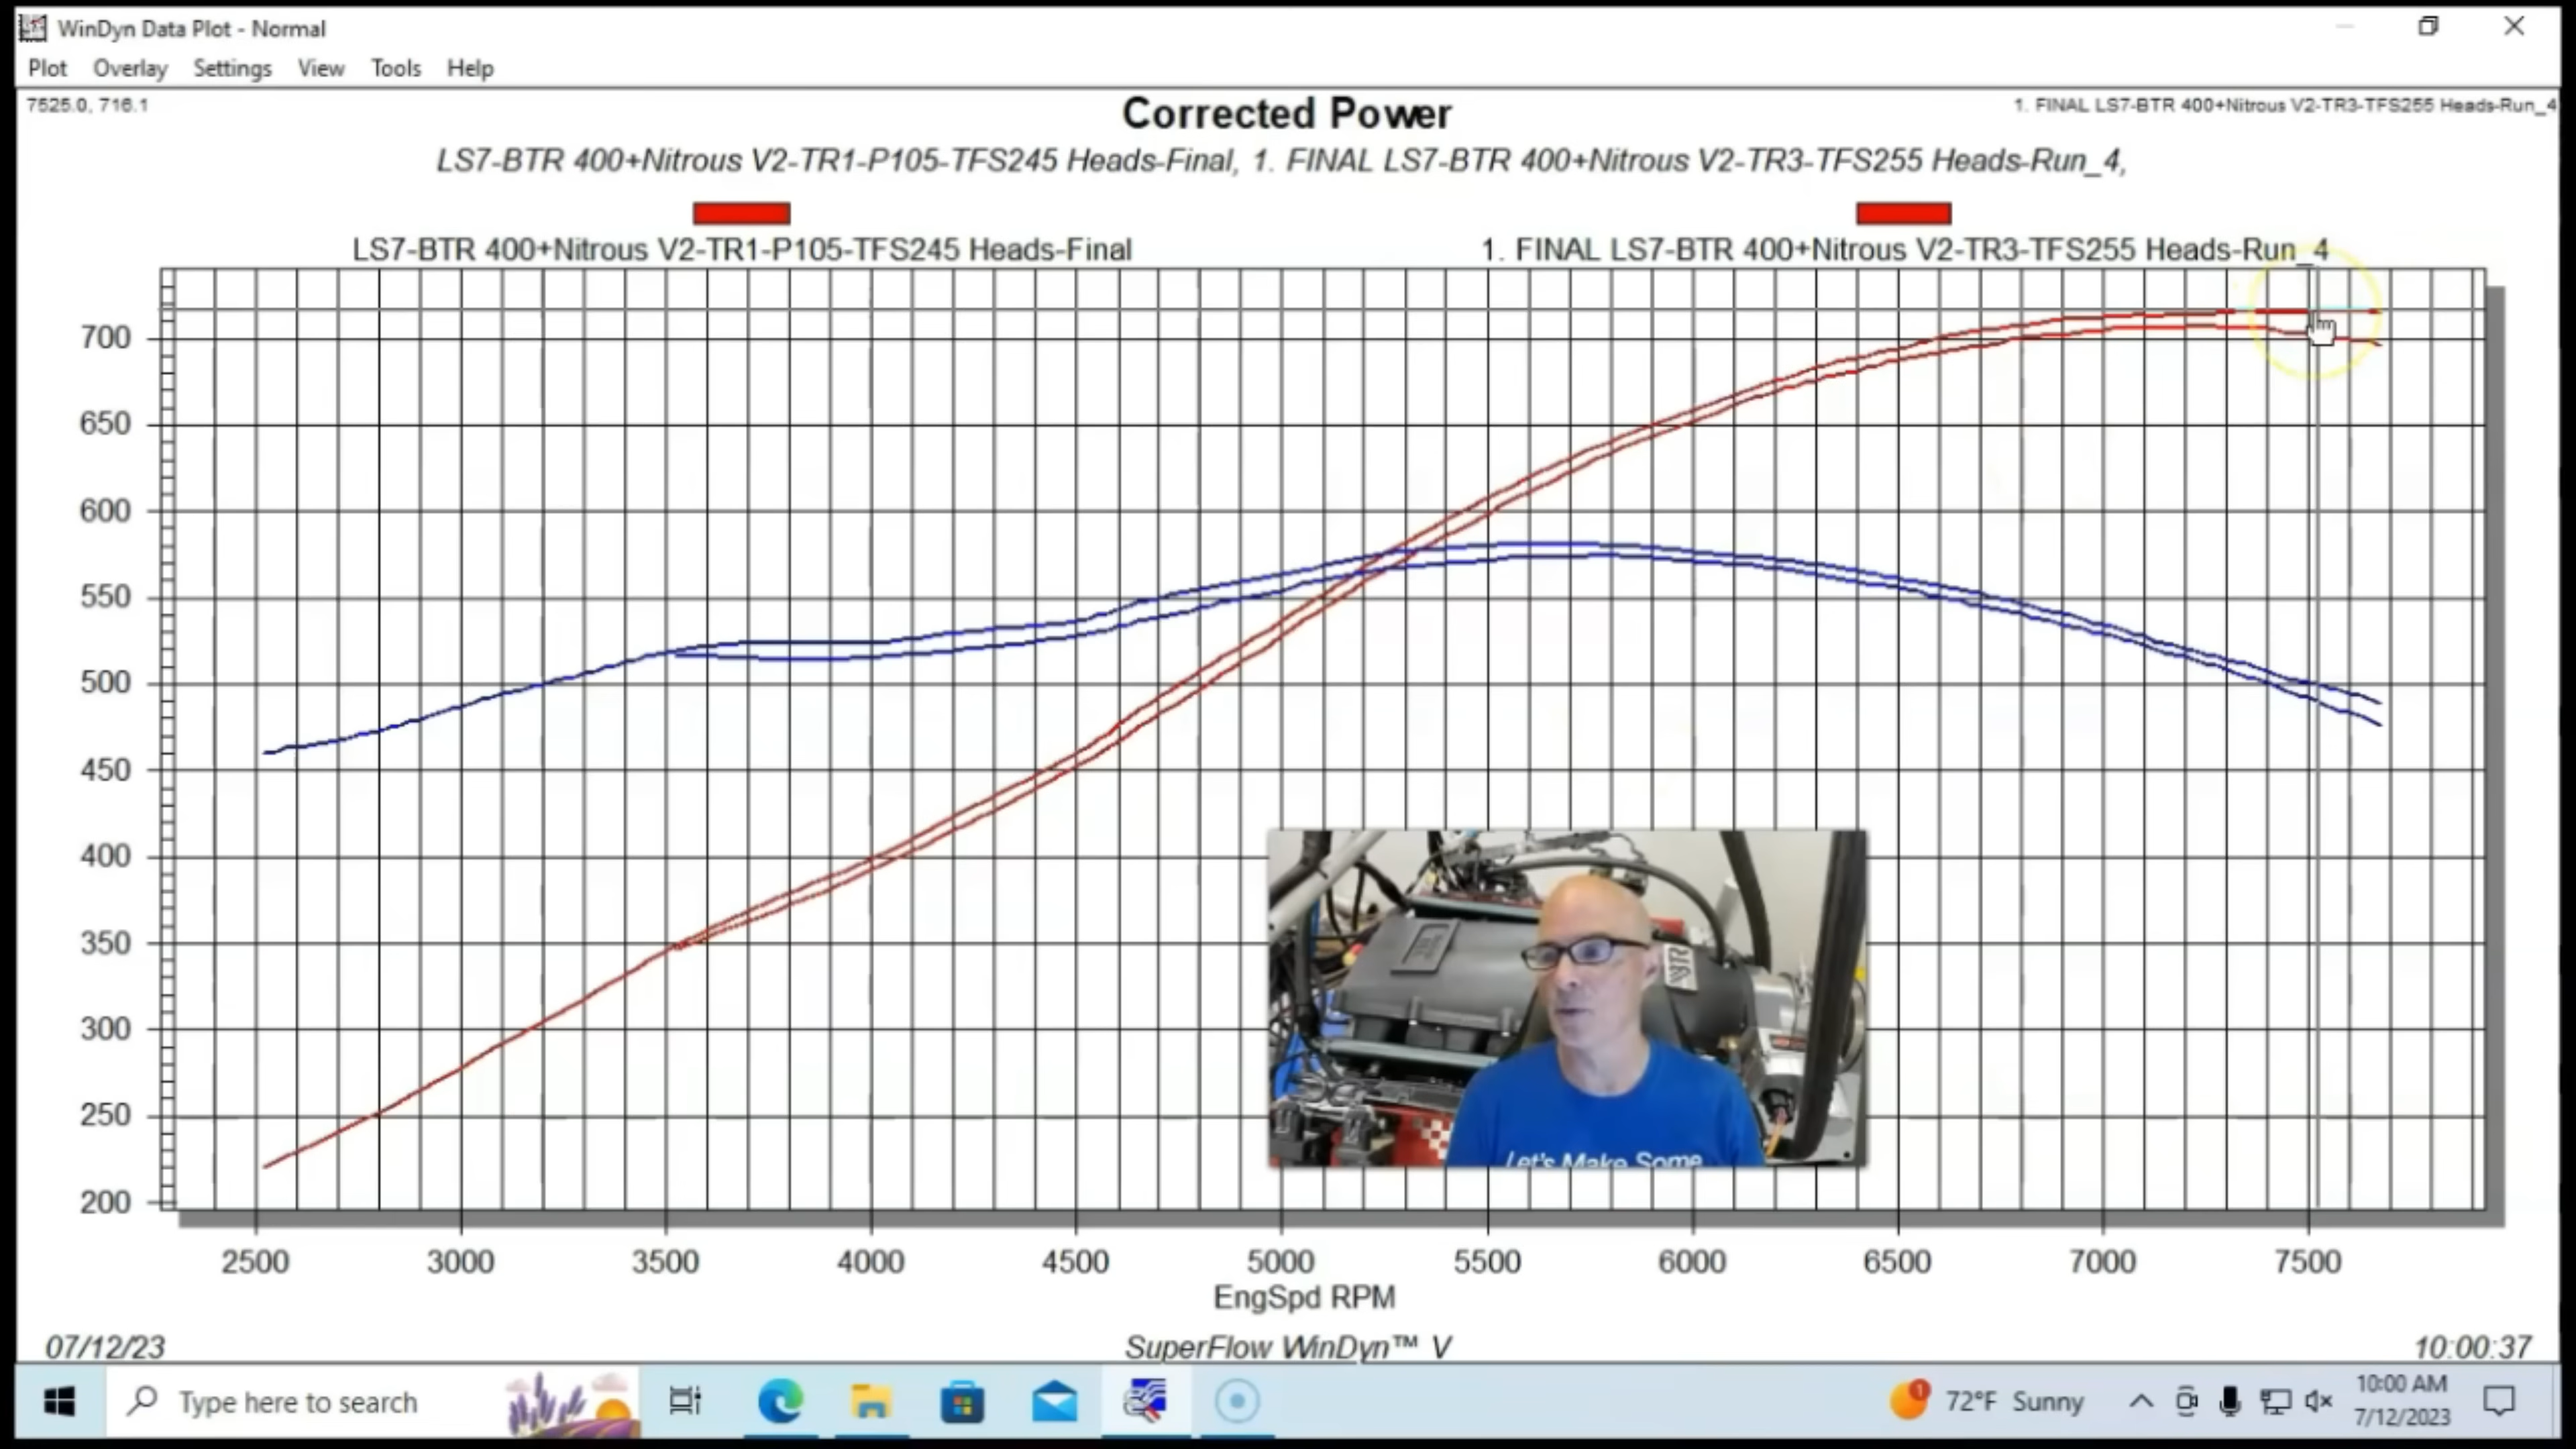 WinDyn Data Plot - Normal
Plot Overlay Settings View Tools Help
7525.0, 716.1
1. FINAL LS7-BTR 400+Nitrous V2-TR3-TFS255 Heads-Run_4
Corrected Power
LS7-BTR 400+Nitrous V2-TR1-P105-TFS245 Heads-Final, 1. FINAL LS7-BTR 400+Nitrous V2-TR3-TFS255 Heads-Run_4,
LS7-BTR 400+Nitrous V2-TR1-P105-TFS245 Heads-Final
1. FINAL LS7-BTR 400+Nitrous V2-TR3-TFS255 Heads-Run_4
700
650
600
550
500
450
400
350
300
250
200
Let's Make Some
2500 3000 3500 4000 4500 5000 5500 6000 6500 7000 7500
EngSpd RPM
07/12/23
SuperFlow WinDyn™ V
10:00:37
Type here to search
1
72°F Sunny
10:00 AM
7/12/2023